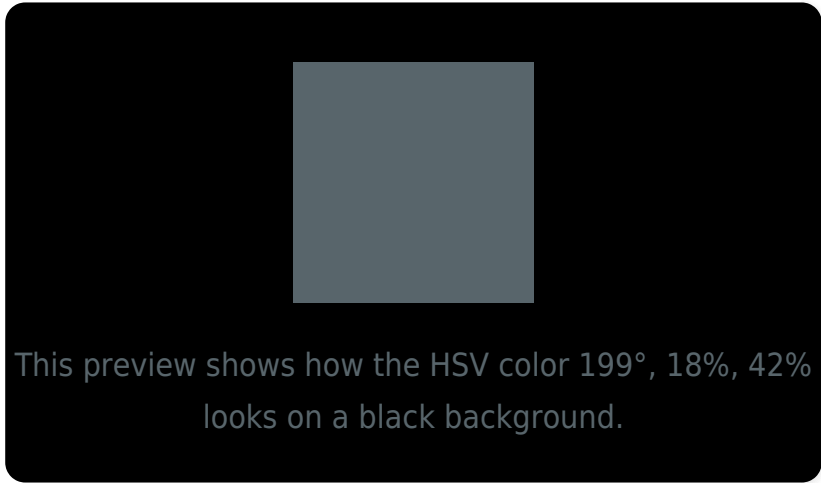 This preview shows how the HSV color 199°, 18%, 42%
looks on a black background.